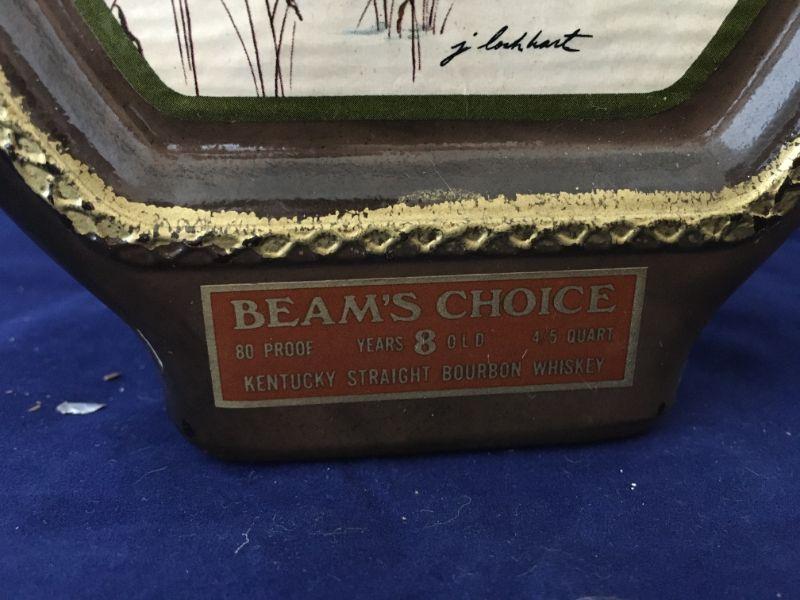 j lockhart
BEAM'S CHOICE
80 PROOF YEARS 8 OLD 4/5 QUART
KENTUCKY STRAIGHT BOURBON WHISKEY